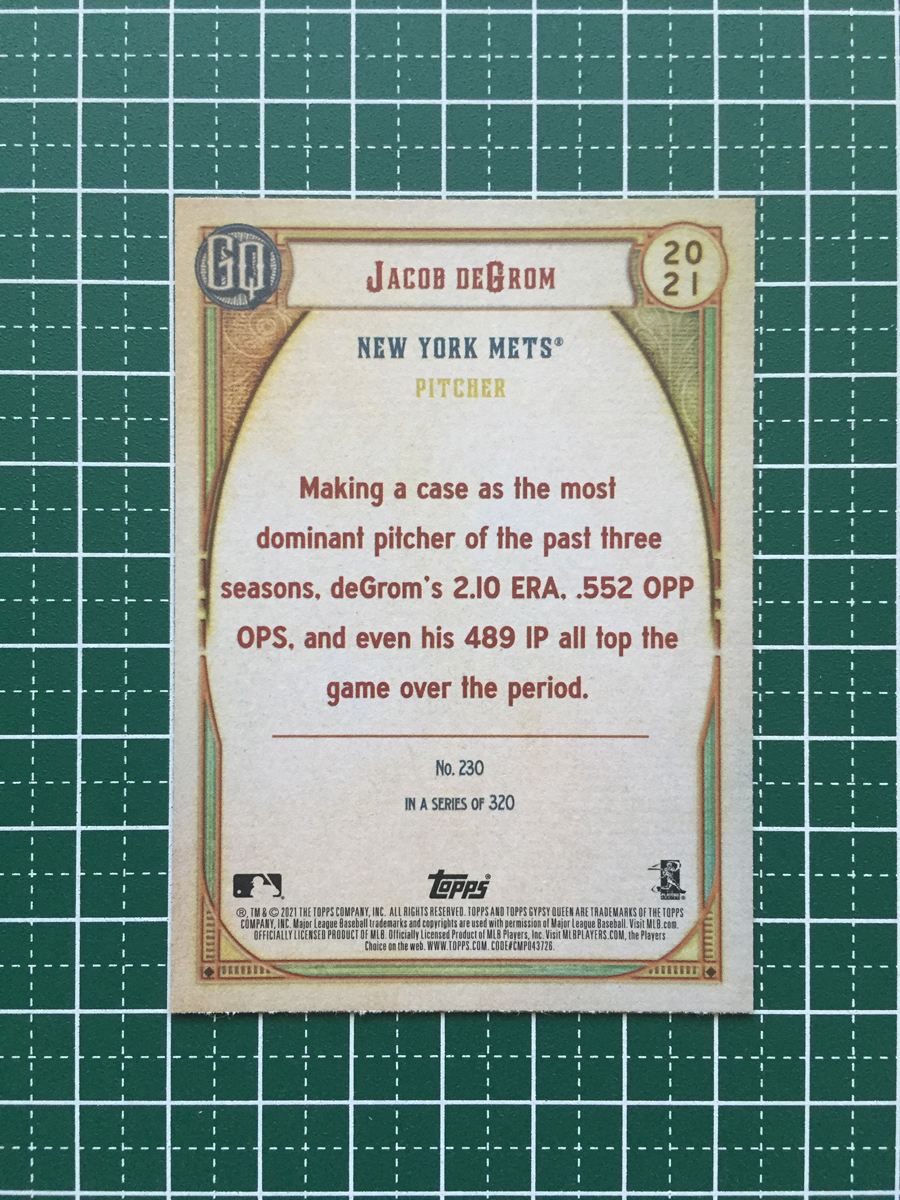 GQ
JACOB DEGROM
20
21
NEW YORK METS®
PITCHER
Making a case as the most
dominant pitcher of the past three
seasons, deGrom's 2.10 ERA, .552 OPP
OPS, and even his 489 IP all top the
game over the period.
No. 230
IN A SERIES OF 320
Topps®
®, TM & © 2021 THE TOPPS COMPANY, INC. ALL RIGHTS RESERVED. TOPPS AND TOPPS GYPSY QUEEN ARE TRADEMARKS OF THE TOPPS
COMPANY, INC. Major League Baseball trademarks and copyrights are used with permission of Major League Baseball. Visit MLB.com.
OFFICIALLY LICENSED PRODUCT OF MLB. Officially Licensed Product of MLB Players, Inc. Visit MLBPLAYERS.COM, the Players
Choice on the web. WWW.TOPPS.COM. CODE#CMP043726.